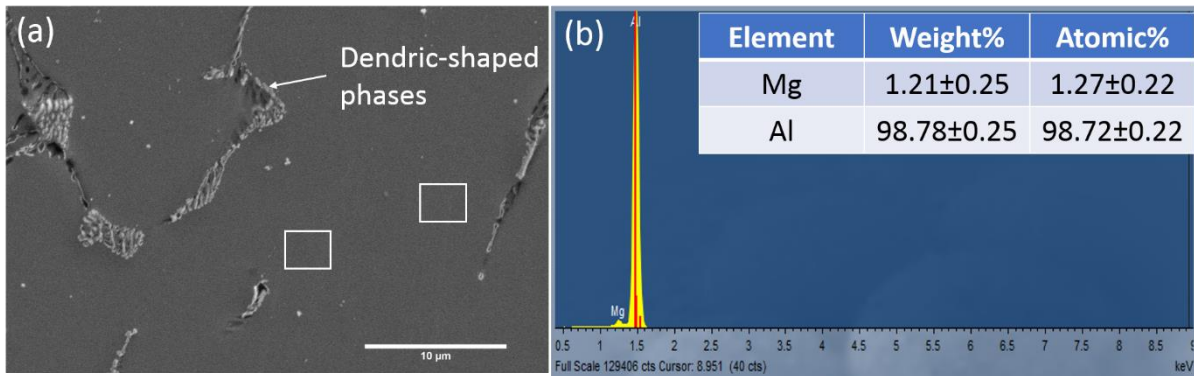 (a)
Dendric-shaped
phases
10 µm
(b)
Al
Element Weight% Atomic%
Mg 1.21±0.25 1.27±0.22
Al 98.78±0.25 98.72±0.22
Mg
0.5 1 1.5 2 2.5 3 3.5 4 4.5 5 5.5 6 6.5 7 7.5 8 8.5 9
Full Scale 129406 cts Cursor: 8.951 (40 cts) keV